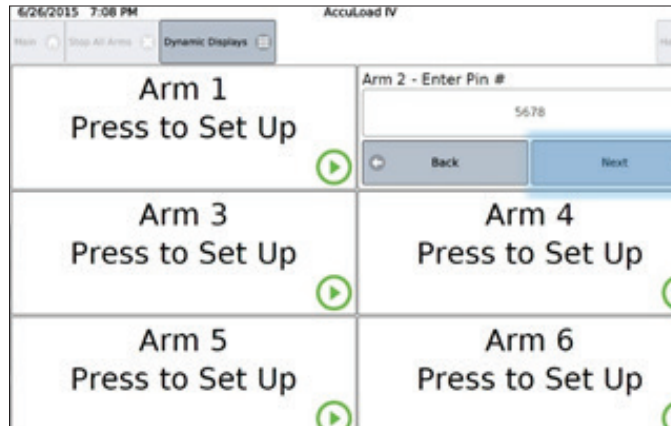 6/26/2015 7:08 PM
AccuLoad IV
Main
Stop All Arms
Dynamic Displays
Arm 1
Press to Set Up
Arm 2 - Enter Pin #
5678
Back
Next
Arm 3
Press to Set Up
Arm 4
Press to Set Up
Arm 5
Press to Set Up
Arm 6
Press to Set Up